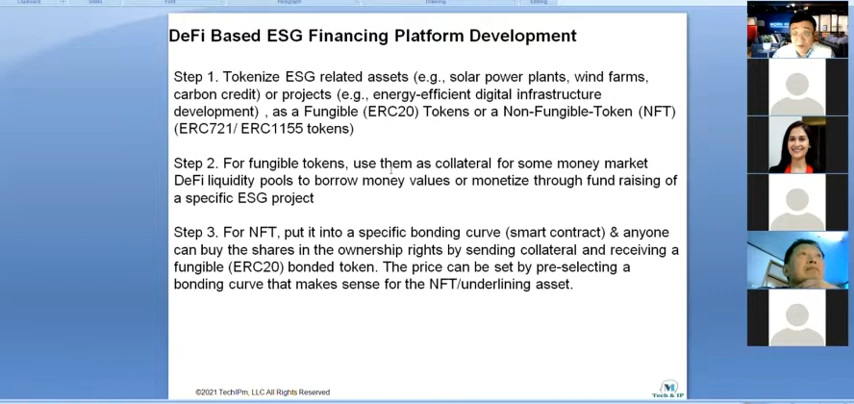 Clipboard Slides Font Paragraph Drawing Editing
DeFi Based ESG Financing Platform Development
Step 1. Tokenize ESG related assets (e.g., solar power plants, wind farms,
carbon credit) or projects (e.g., energy-efficient digital infrastructure
development) , as a Fungible (ERC20) Tokens or a Non-Fungible-Token (NFT)
(ERC721/ ERC1155 tokens)
Step 2. For fungible tokens, use them as collateral for some money market
DeFi liquidity pools to borrow money values or monetize through fund raising of
a specific ESG project
Step 3. For NFT, put it into a specific bonding curve (smart contract) & anyone
can buy the shares in the ownership rights by sending collateral and receiving a
fungible (ERC20) bonded token. The price can be set by pre-selecting a
bonding curve that makes sense for the NFT/underlining asset.
©2021 TechIPm, LLC All Rights Reserved
Tech & IP